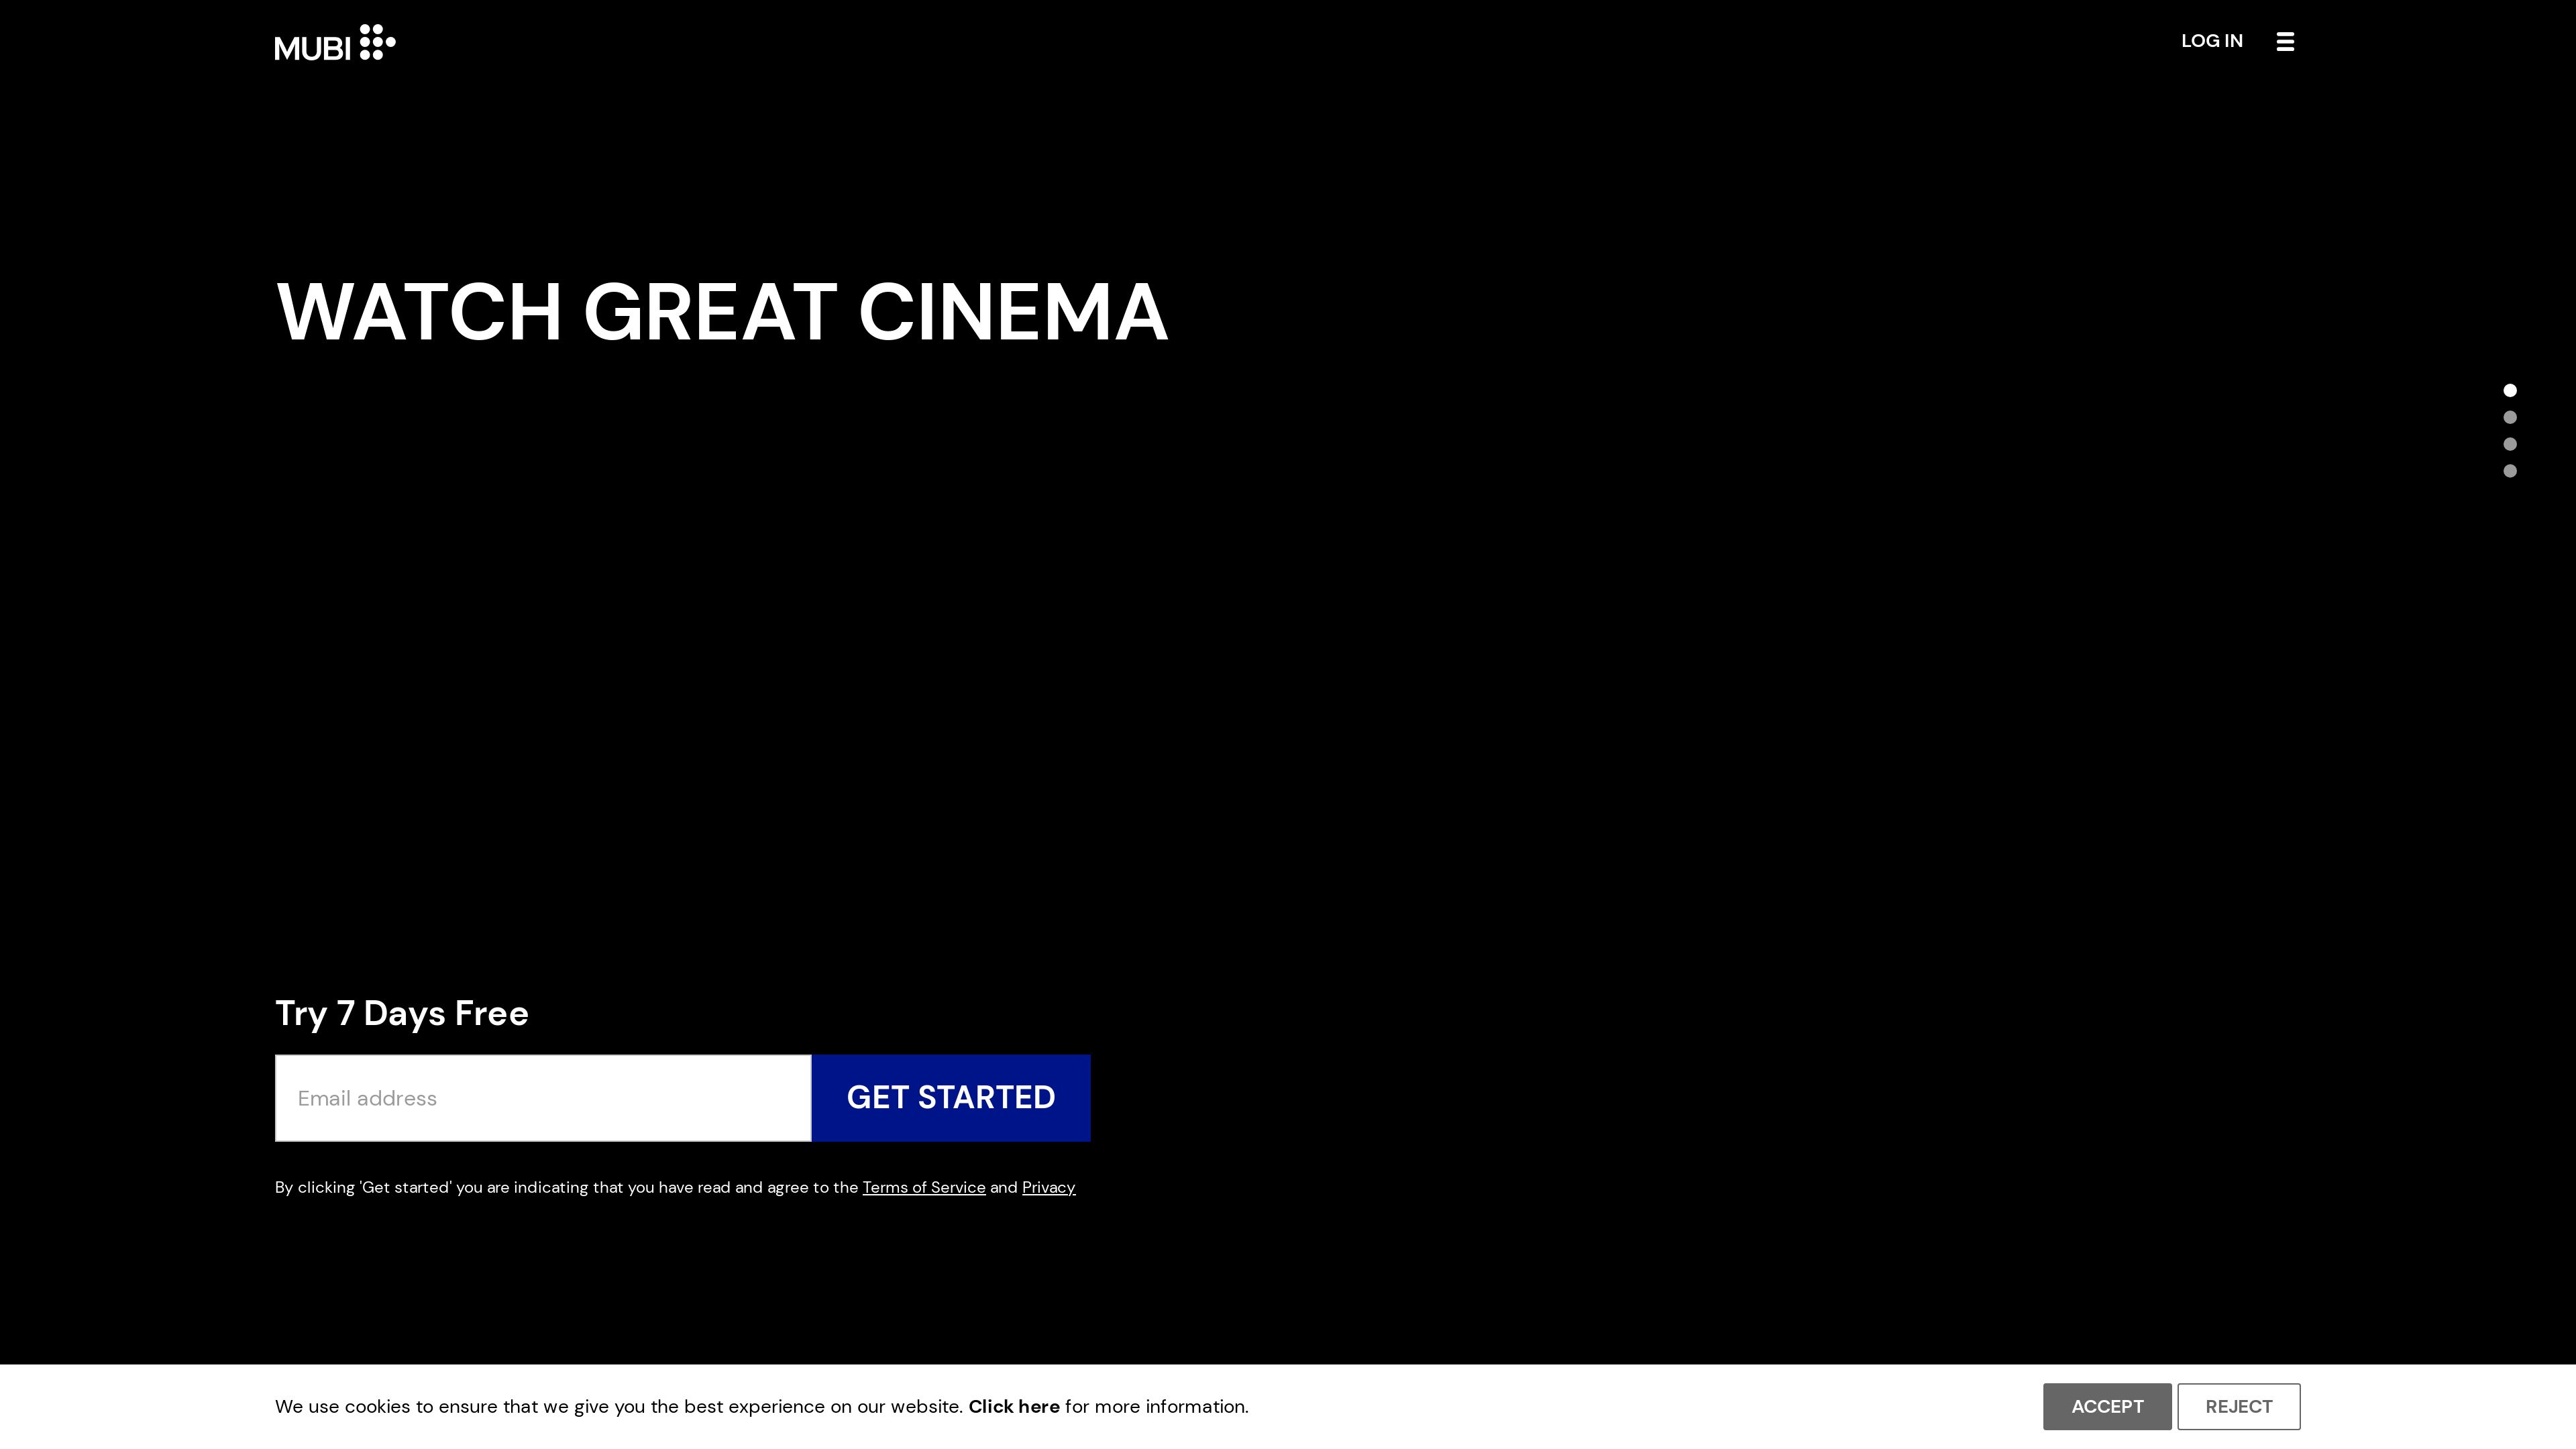 MUBI
LOG IN
WATCH GREAT CINEMA
Try 7 Days Free
Email address
GET STARTED
By clicking 'Get started' you are indicating that you have read and agree to the Terms of Service and Privacy
We use cookies to ensure that we give you the best experience on our website. Click here for more information.
ACCEPT
REJECT